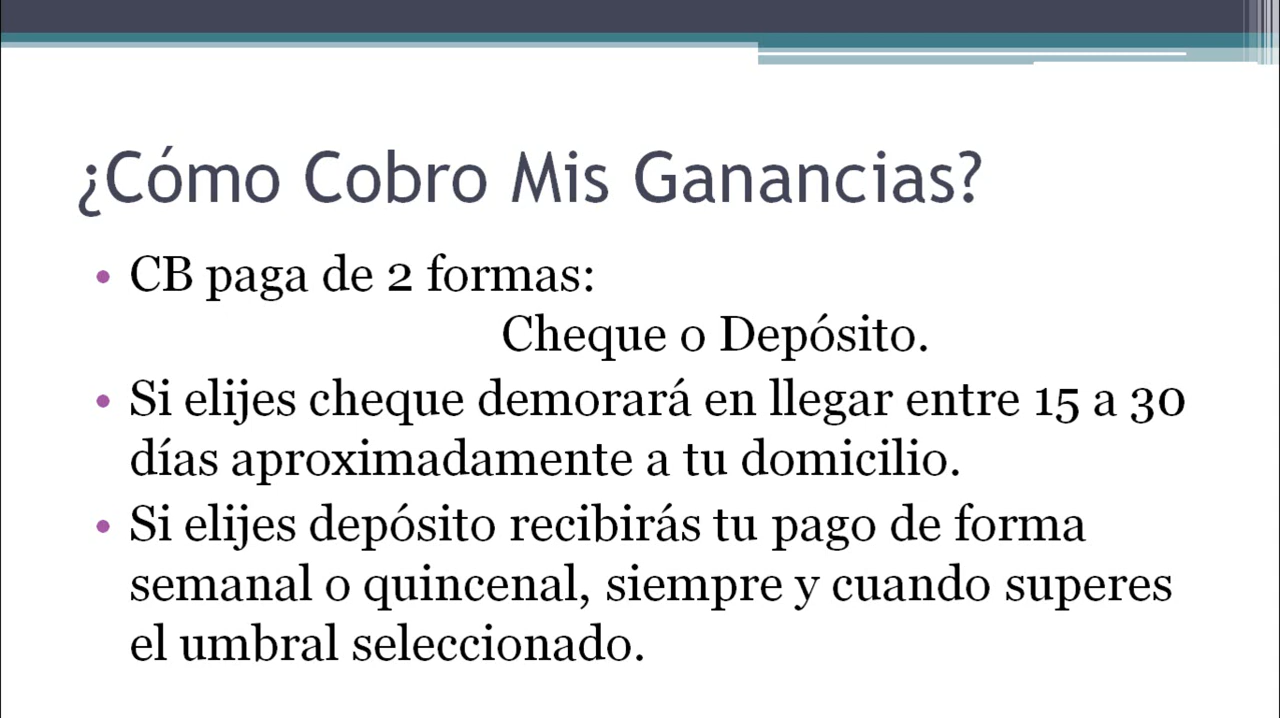 ¿Cómo Cobro Mis Ganancias?
• CB paga de 2 formas:
Cheque o Depósito.
• Si elijes cheque demorará en llegar entre 15 a 30
días aproximadamente a tu domicilio.
• Si elijes depósito recibirás tu pago de forma
semanal o quincenal, siempre y cuando superes
el umbral seleccionado.